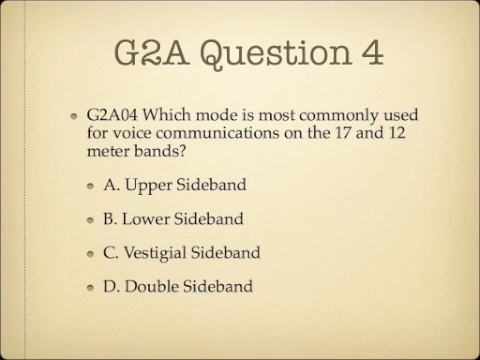 G2A Question 4
G2A04 Which mode is most commonly used
for voice communications on the 17 and 12
meter bands?
A. Upper Sideband
B. Lower Sideband
C. Vestigial Sideband
D. Double Sideband